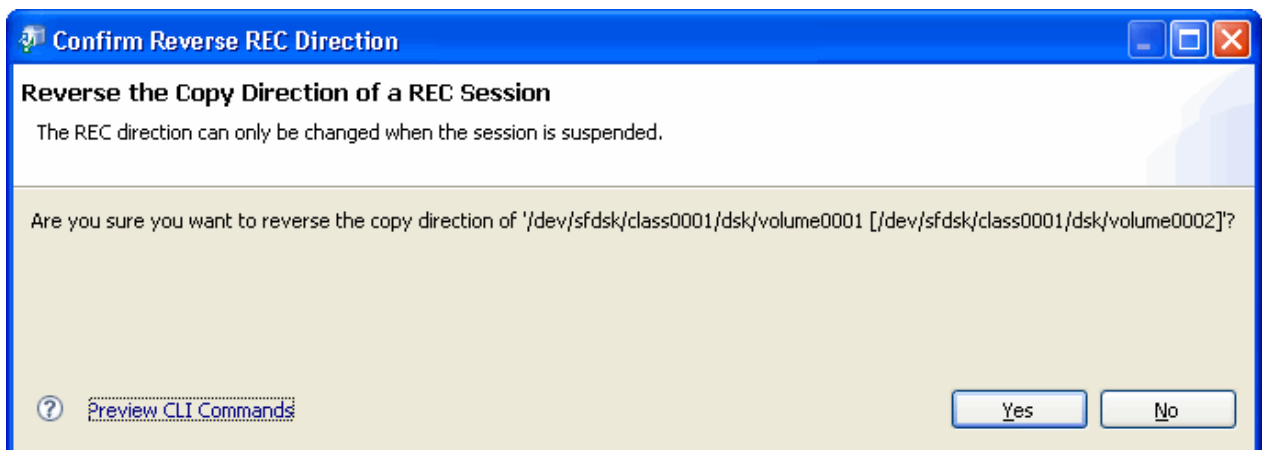 Confirm Reverse REC Direction
Reverse the Copy Direction of a REC Session
The REC direction can only be changed when the session is suspended.
Are you sure you want to reverse the copy direction of '/dev/sfdsk/class0001/dsk/volume0001 [/dev/sfdsk/class0001/dsk/volume0002]'?
? Preview CLI Commands Yes No